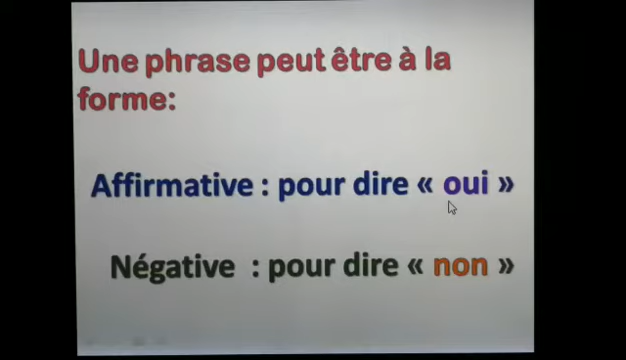 Une phrase peut être à la
forme:
Affirmative : pour dire « oui »
Négative : pour dire « non »